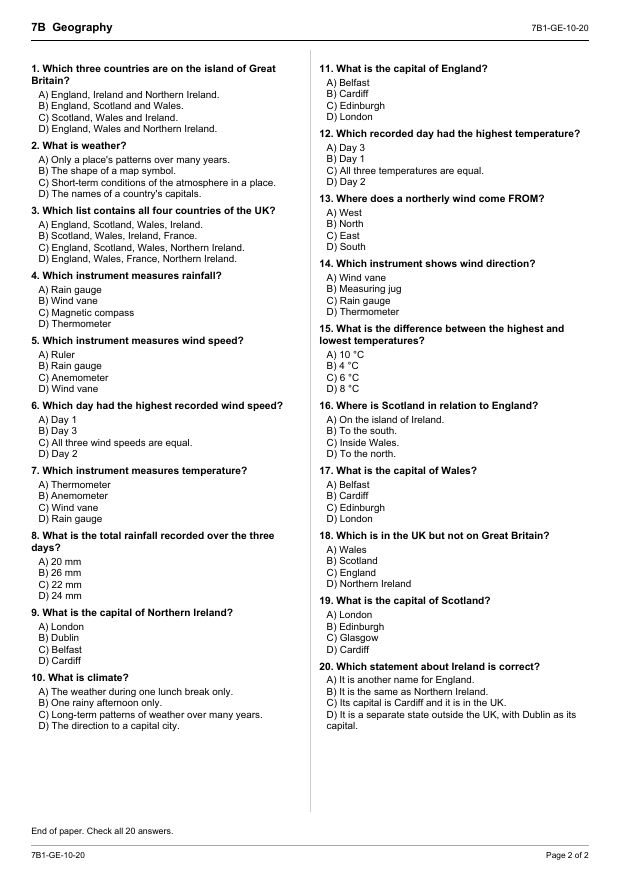 7B Geography
7B1-GE-10-20
1. Which three countries are on the island of Great
Britain?
A) England, Ireland and Northern Ireland.
B) England, Scotland and Wales.
C) Scotland, Wales and Ireland.
D) England, Wales and Northern Ireland.
2. What is weather?
A) Only a place's patterns over many years.
B) The shape of a map symbol.
C) Short-term conditions of the atmosphere in a place.
D) The names of a country's capitals.
3. Which list contains all four countries of the UK?
A) England, Scotland, Wales, Ireland.
B) Scotland, Wales, Ireland, France.
C) England, Scotland, Wales, Northern Ireland.
D) England, Wales, France, Northern Ireland.
4. Which instrument measures rainfall?
A) Rain gauge
B) Wind vane
C) Magnetic compass
D) Thermometer
5. Which instrument measures wind speed?
A) Ruler
B) Rain gauge
C) Anemometer
D) Wind vane
6. Which day had the highest recorded wind speed?
A) Day 1
B) Day 3
C) All three wind speeds are equal.
D) Day 2
7. Which instrument measures temperature?
A) Thermometer
B) Anemometer
C) Wind vane
D) Rain gauge
8. What is the total rainfall recorded over the three
days?
A) 20 mm
B) 26 mm
C) 22 mm
D) 24 mm
9. What is the capital of Northern Ireland?
A) London
B) Dublin
C) Belfast
D) Cardiff
10. What is climate?
A) The weather during one lunch break only.
B) One rainy afternoon only.
C) Long-term patterns of weather over many years.
D) The direction to a capital city.
11. What is the capital of England?
A) Belfast
B) Cardiff
C) Edinburgh
D) London
12. Which recorded day had the highest temperature?
A) Day 3
B) Day 1
C) All three temperatures are equal.
D) Day 2
13. Where does a northerly wind come FROM?
A) West
B) North
C) East
D) South
14. Which instrument shows wind direction?
A) Wind vane
B) Measuring jug
C) Rain gauge
D) Thermometer
15. What is the difference between the highest and
lowest temperatures?
A) 10 °C
B) 4 °C
C) 6 °C
D) 8 °C
16. Where is Scotland in relation to England?
A) On the island of Ireland.
B) To the south.
C) Inside Wales.
D) To the north.
17. What is the capital of Wales?
A) Belfast
B) Cardiff
C) Edinburgh
D) London
18. Which is in the UK but not on Great Britain?
A) Wales
B) Scotland
C) England
D) Northern Ireland
19. What is the capital of Scotland?
A) London
B) Edinburgh
C) Glasgow
D) Cardiff
20. Which statement about Ireland is correct?
A) It is another name for England.
B) It is the same as Northern Ireland.
C) Its capital is Cardiff and it is in the UK.
D) It is a separate state outside the UK, with Dublin as its
capital.
End of paper. Check all 20 answers.
7B1-GE-10-20
Page 2 of 2